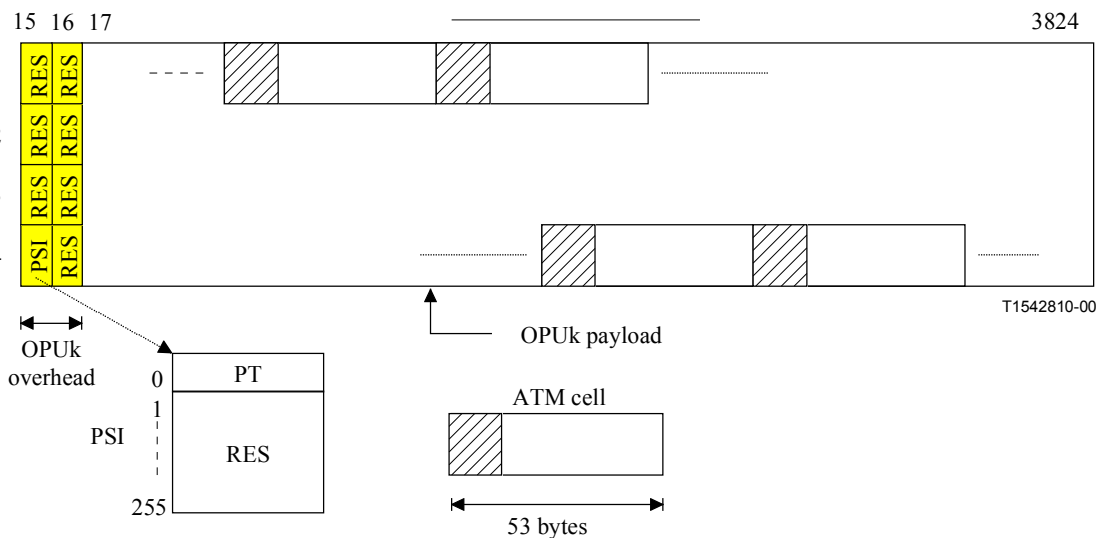 15 16 17 3824
RES RES
RES RES
RES RES
PSI RES
T1542810-00
OPUk payload
OPUk
overhead
0 PT
1
PSI
RES
255
ATM cell
53 bytes